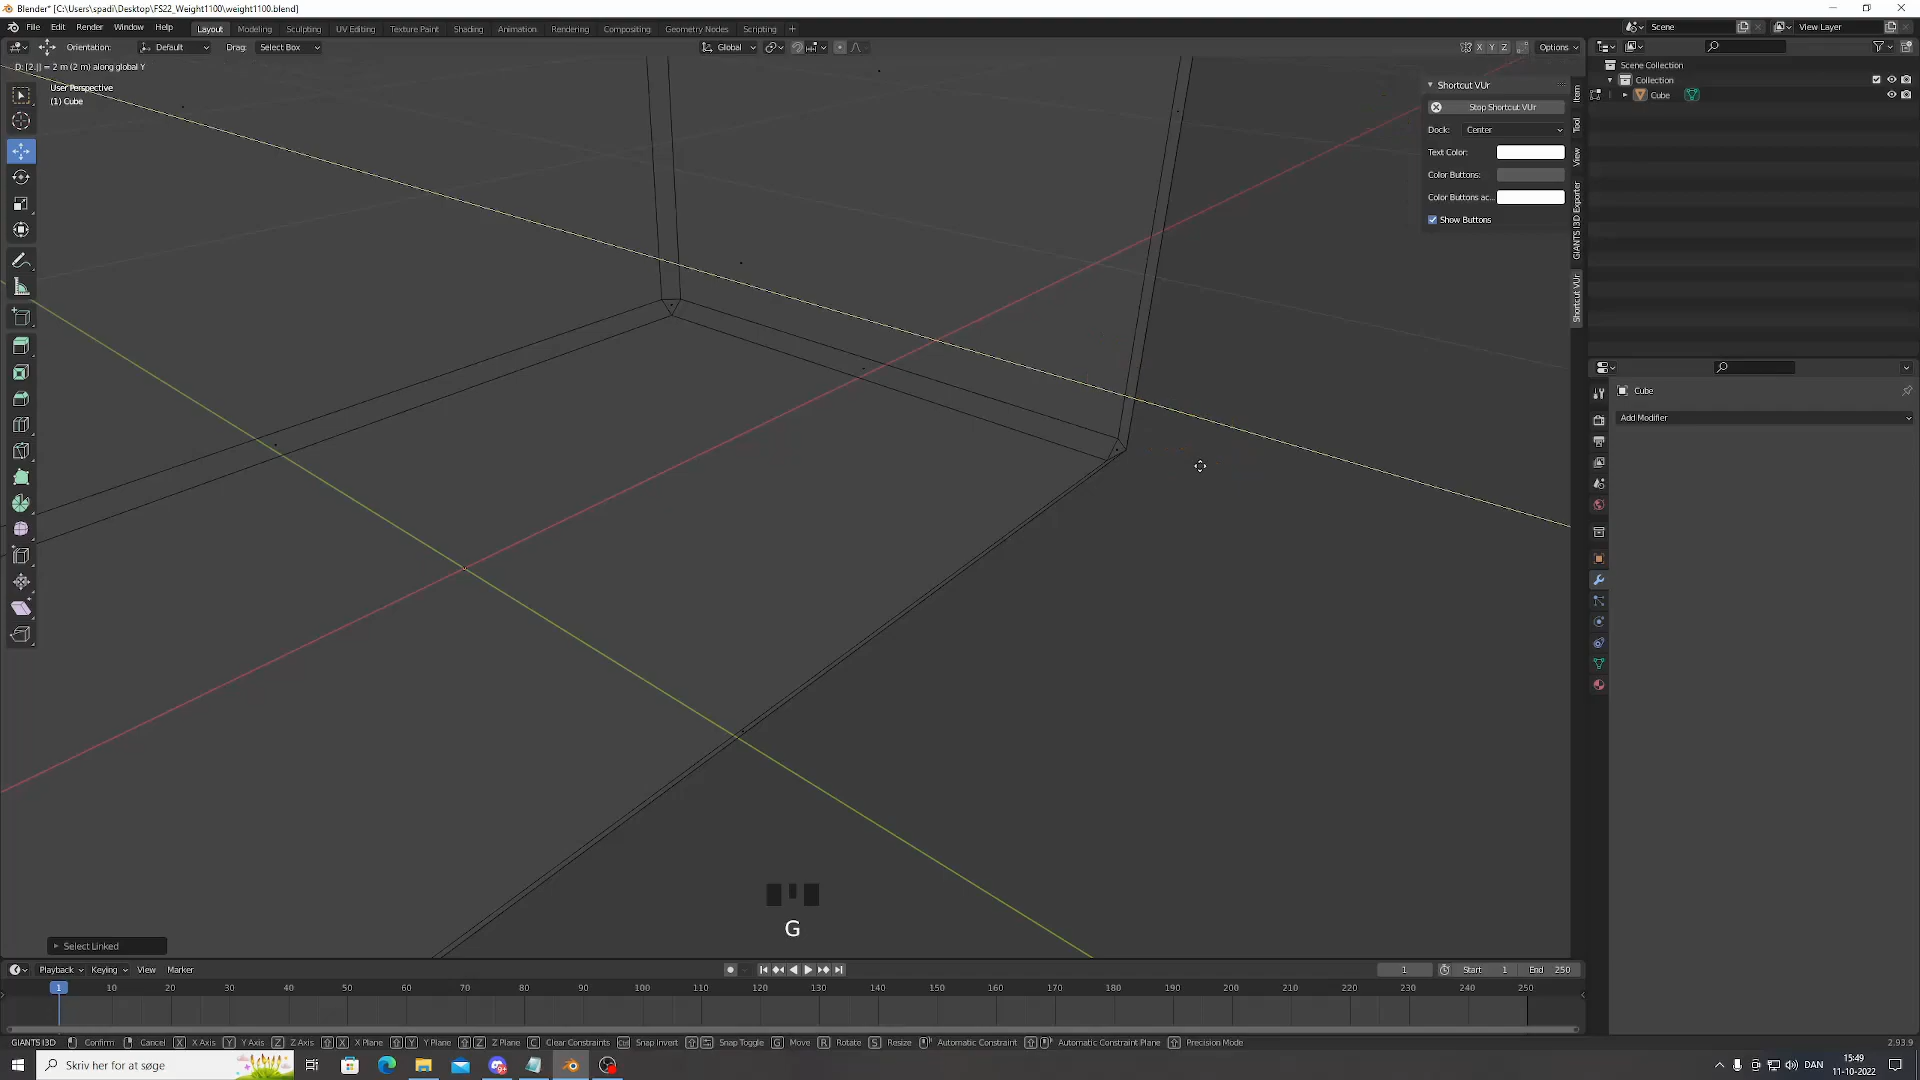 Blender* [C:\Users\spadi\Desktop\FS22_Weight1100\weight1100.blend]
File Edit Render Window Help Layout Modeling Sculpting UV Editing Texture Paint Shading Animation Rendering Compositing Geometry Nodes Scripting + Scene View Layer
Orientation: Default Drag: Select Box Global X Y Z Options
D: [2.|] = 2 m (2 m) along global Y
User Perspective
(1) Cube
Shortcut VUr
Stop Shortcut VUr
Dock: Center
Text Color:
Color Buttons:
Color Buttons ac...
Show Buttons
Item
Tool
View
GIANTS I3D Exporter
Shortcut VUr
Scene Collection
Collection
Cube
Cube
Add Modifier
G
Select Linked
Playback Keying View Marker 1 Start 1 End 250
1 10 20 30 40 50 60 70 80 90 100 110 120 130 140 150 160 170 180 190 200 210 220 230 240 250
GIANTS I3D Confirm Cancel X X Axis Y Y Axis Z Z Axis X X Plane Y Y Plane Z Z Plane C Clear Constraints Ctrl Snap Invert Snap Toggle G Move R Rotate S Resize Automatic Constraint Automatic Constraint Plane Precision Mode 2.93.9
Skriv her for at søge DAN 15:49
11-10-2022